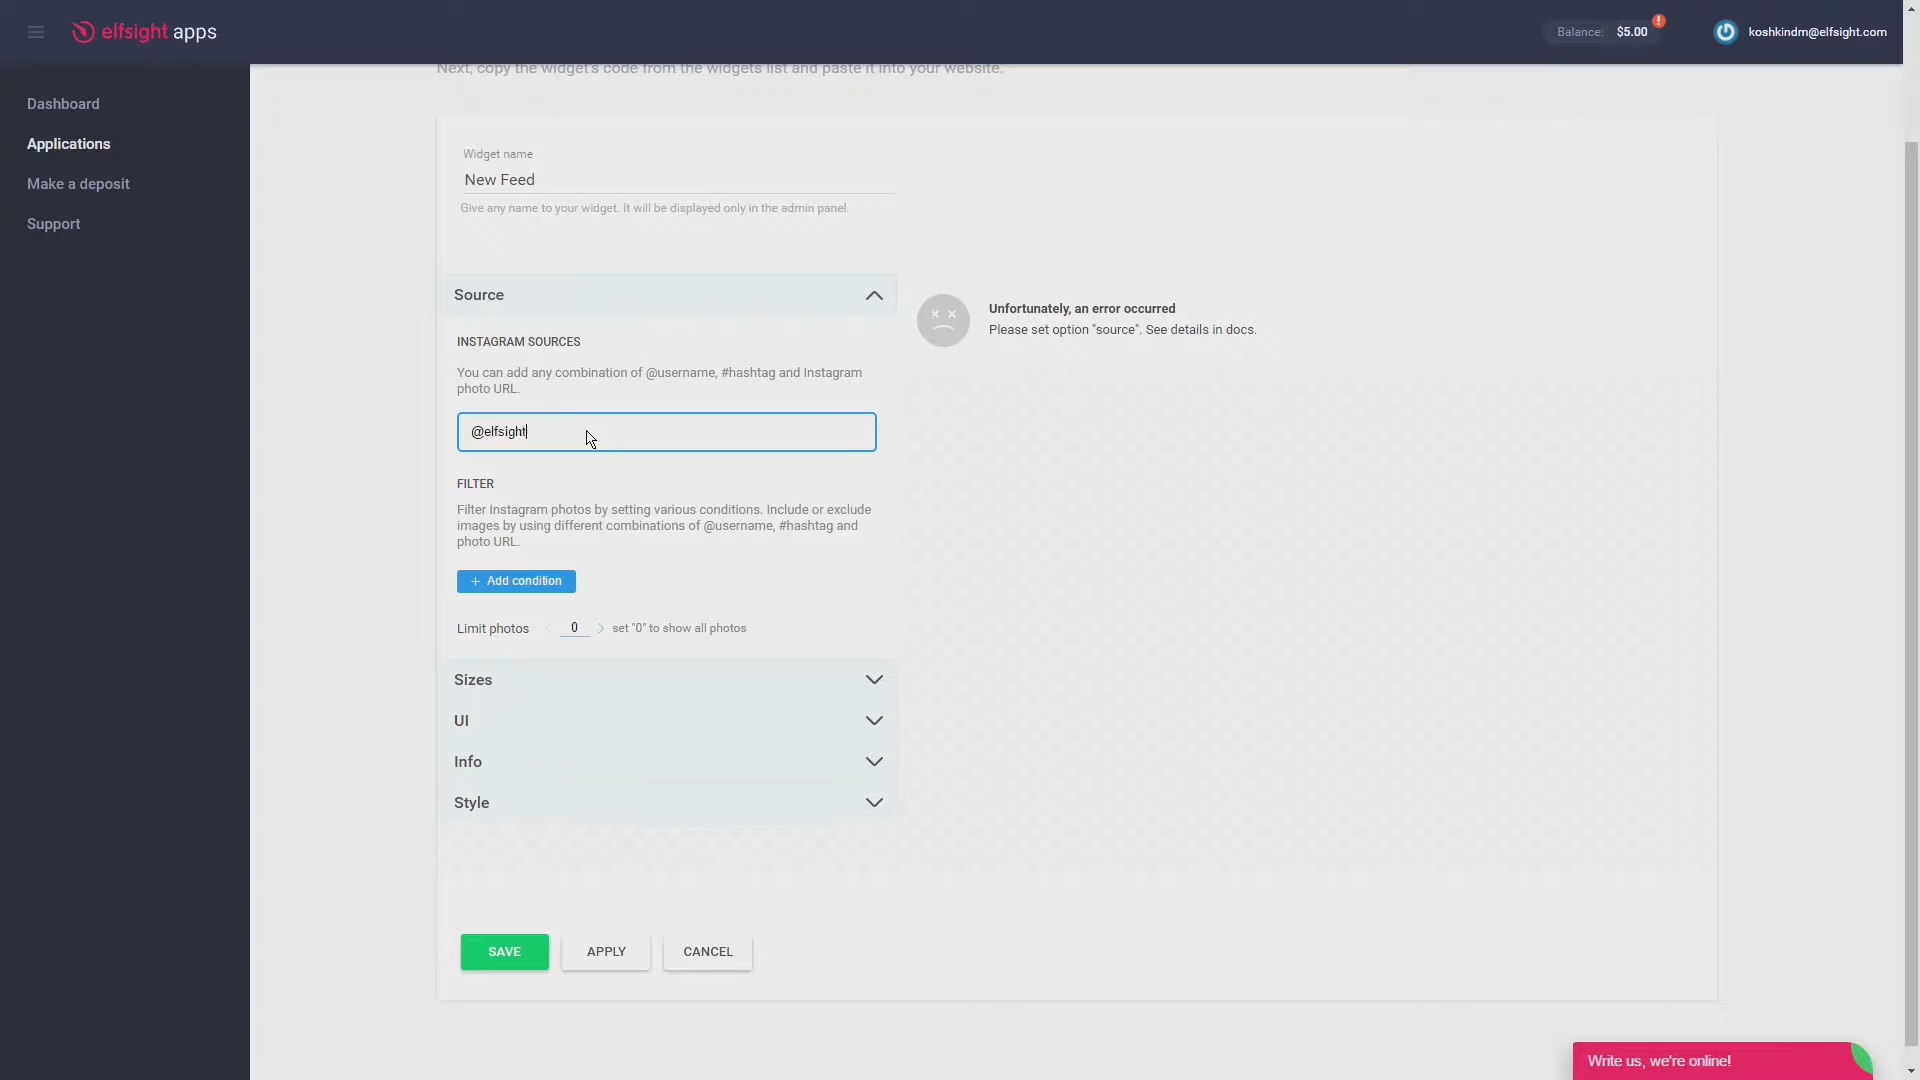 elfsight apps
Balance: $5.00
!
koshkindm@elfsight.com
Dashboard
Applications
Make a deposit
Support
Next, copy the widget's code from the widgets list and paste it into your website.
Widget name
New Feed
Give any name to your widget. It will be displayed only in the admin panel.
Source
INSTAGRAM SOURCES
You can add any combination of @username, #hashtag and Instagram
photo URL.
@elfsight
FILTER
Filter Instagram photos by setting various conditions. Include or exclude
images by using different combinations of @username, #hashtag and
photo URL.
+ Add condition
Limit photos 0 set "0" to show all photos
Sizes
UI
Info
Style
Unfortunately, an error occurred
Please set option "source". See details in docs.
SAVE APPLY CANCEL
Write us, we're online!